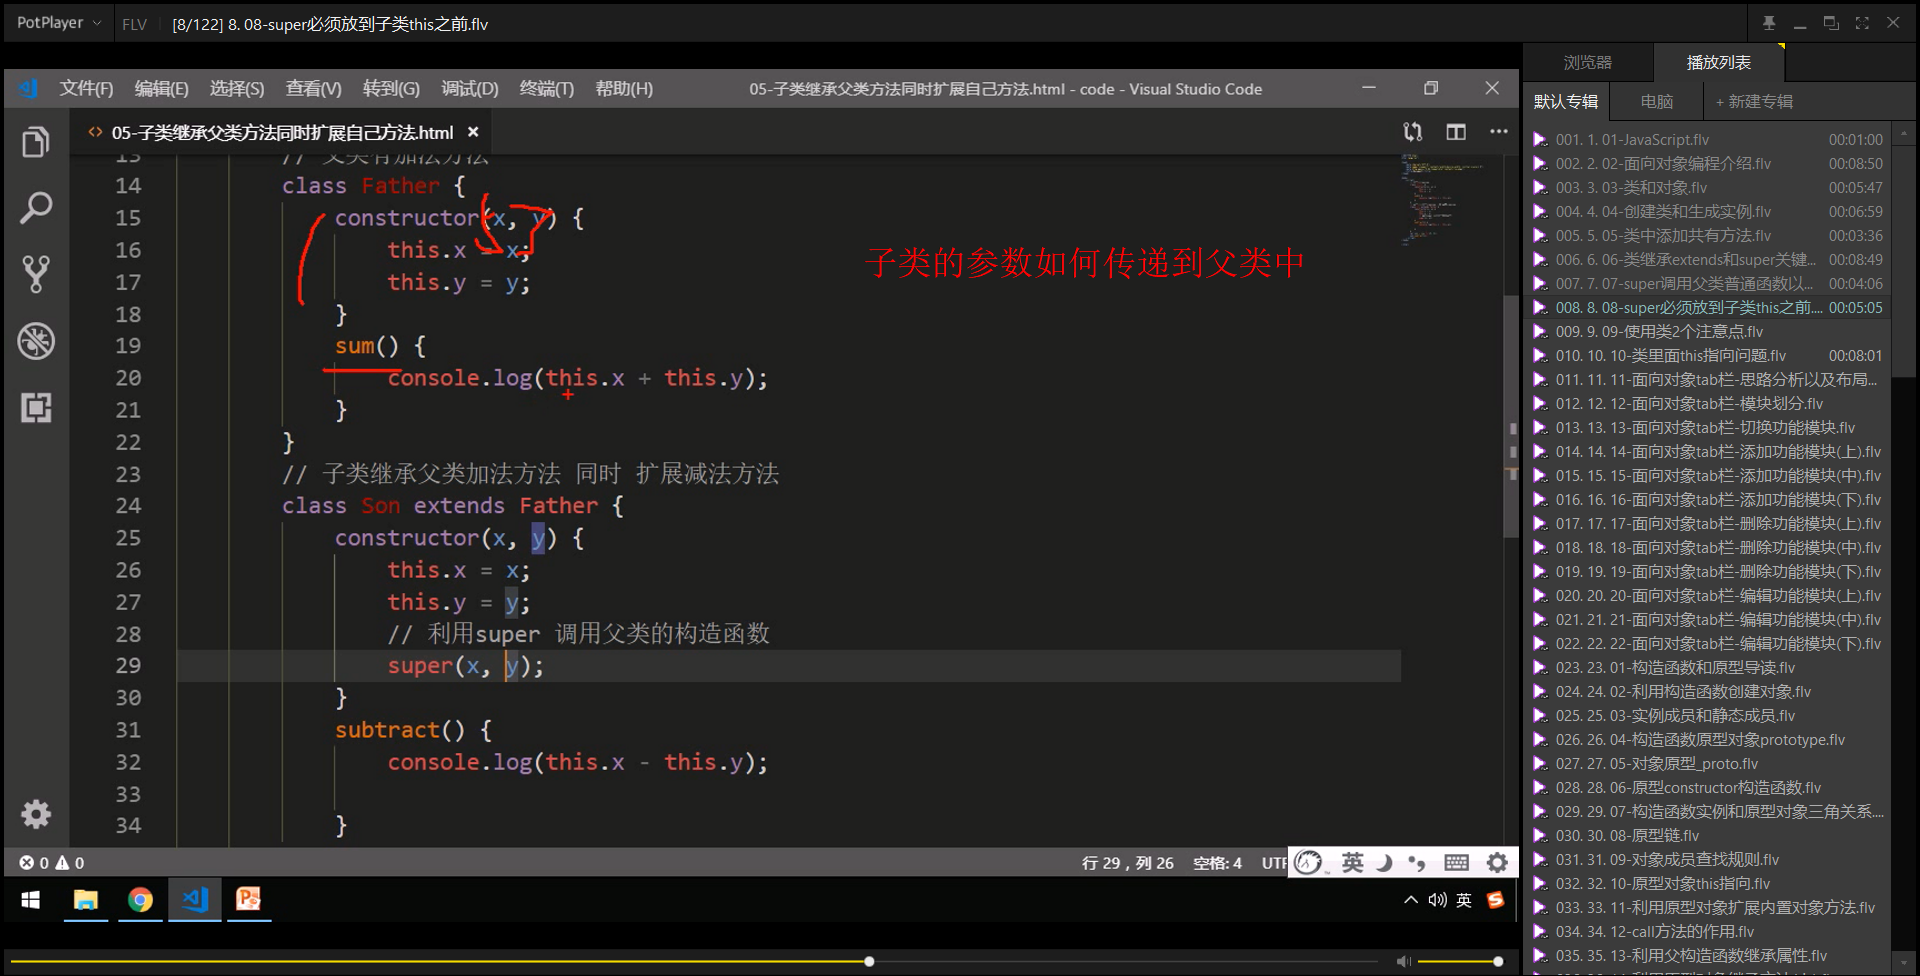 PotPlayer
FLV
[8/122] 8. 08-super必须放到子类this之前.flv
文件(F) 编辑(E) 选择(S) 查看(V) 转到(G) 调试(D) 终端(T) 帮助(H)
05-子类继承父类方法同时扩展自己方法.html - code - Visual Studio Code
<> 05-子类继承父类方法同时扩展自己方法.html ×
13 // 父类有加法方法
14 class Father {
15 constructor(x, y) {
16 this.x = x;
17 this.y = y;
18 }
19 sum() {
20 console.log(this.x + this.y);
21 }
22 }
23 // 子类继承父类加法方法 同时 扩展减法方法
24 class Son extends Father {
25 constructor(x, y) {
26 this.x = x;
27 this.y = y;
28 // 利用super 调用父类的构造函数
29 super(x, y);
30 }
31 subtract() {
32 console.log(this.x - this.y);
33
34 }
子类的参数如何传递到父类中
0 0
行 29，列 26 空格: 4 UTF
英
英
浏览器 播放列表
默认专辑 电脑 + 新建专辑
001. 1. 01-JavaScript.flv 00:01:00
002. 2. 02-面向对象编程介绍.flv 00:08:50
003. 3. 03-类和对象.flv 00:05:47
004. 4. 04-创建类和生成实例.flv 00:06:59
005. 5. 05-类中添加共有方法.flv 00:03:36
006. 6. 06-类继承extends和super关键... 00:08:49
007. 7. 07-super调用父类普通函数以... 00:04:06
008. 8. 08-super必须放到子类this之前.... 00:05:05
009. 9. 09-使用类2个注意点.flv
010. 10. 10-类里面this指向问题.flv 00:08:01
011. 11. 11-面向对象tab栏-思路分析以及布局...
012. 12. 12-面向对象tab栏-模块划分.flv
013. 13. 13-面向对象tab栏-切换功能模块.flv
014. 14. 14-面向对象tab栏-添加功能模块(上).flv
015. 15. 15-面向对象tab栏-添加功能模块(中).flv
016. 16. 16-面向对象tab栏-添加功能模块(下).flv
017. 17. 17-面向对象tab栏-删除功能模块(上).flv
018. 18. 18-面向对象tab栏-删除功能模块(中).flv
019. 19. 19-面向对象tab栏-删除功能模块(下).flv
020. 20. 20-面向对象tab栏-编辑功能模块(上).flv
021. 21. 21-面向对象tab栏-编辑功能模块(中).flv
022. 22. 22-面向对象tab栏-编辑功能模块(下).flv
023. 23. 01-构造函数和原型导读.flv
024. 24. 02-利用构造函数创建对象.flv
025. 25. 03-实例成员和静态成员.flv
026. 26. 04-构造函数原型对象prototype.flv
027. 27. 05-对象原型_proto.flv
028. 28. 06-原型constructor构造函数.flv
029. 29. 07-构造函数实例和原型对象三角关系....
030. 30. 08-原型链.flv
031. 31. 09-对象成员查找规则.flv
032. 32. 10-原型对象this指向.flv
033. 33. 11-利用原型对象扩展内置对象方法.flv
034. 34. 12-call方法的作用.flv
035. 35. 13-利用父构造函数继承属性.flv